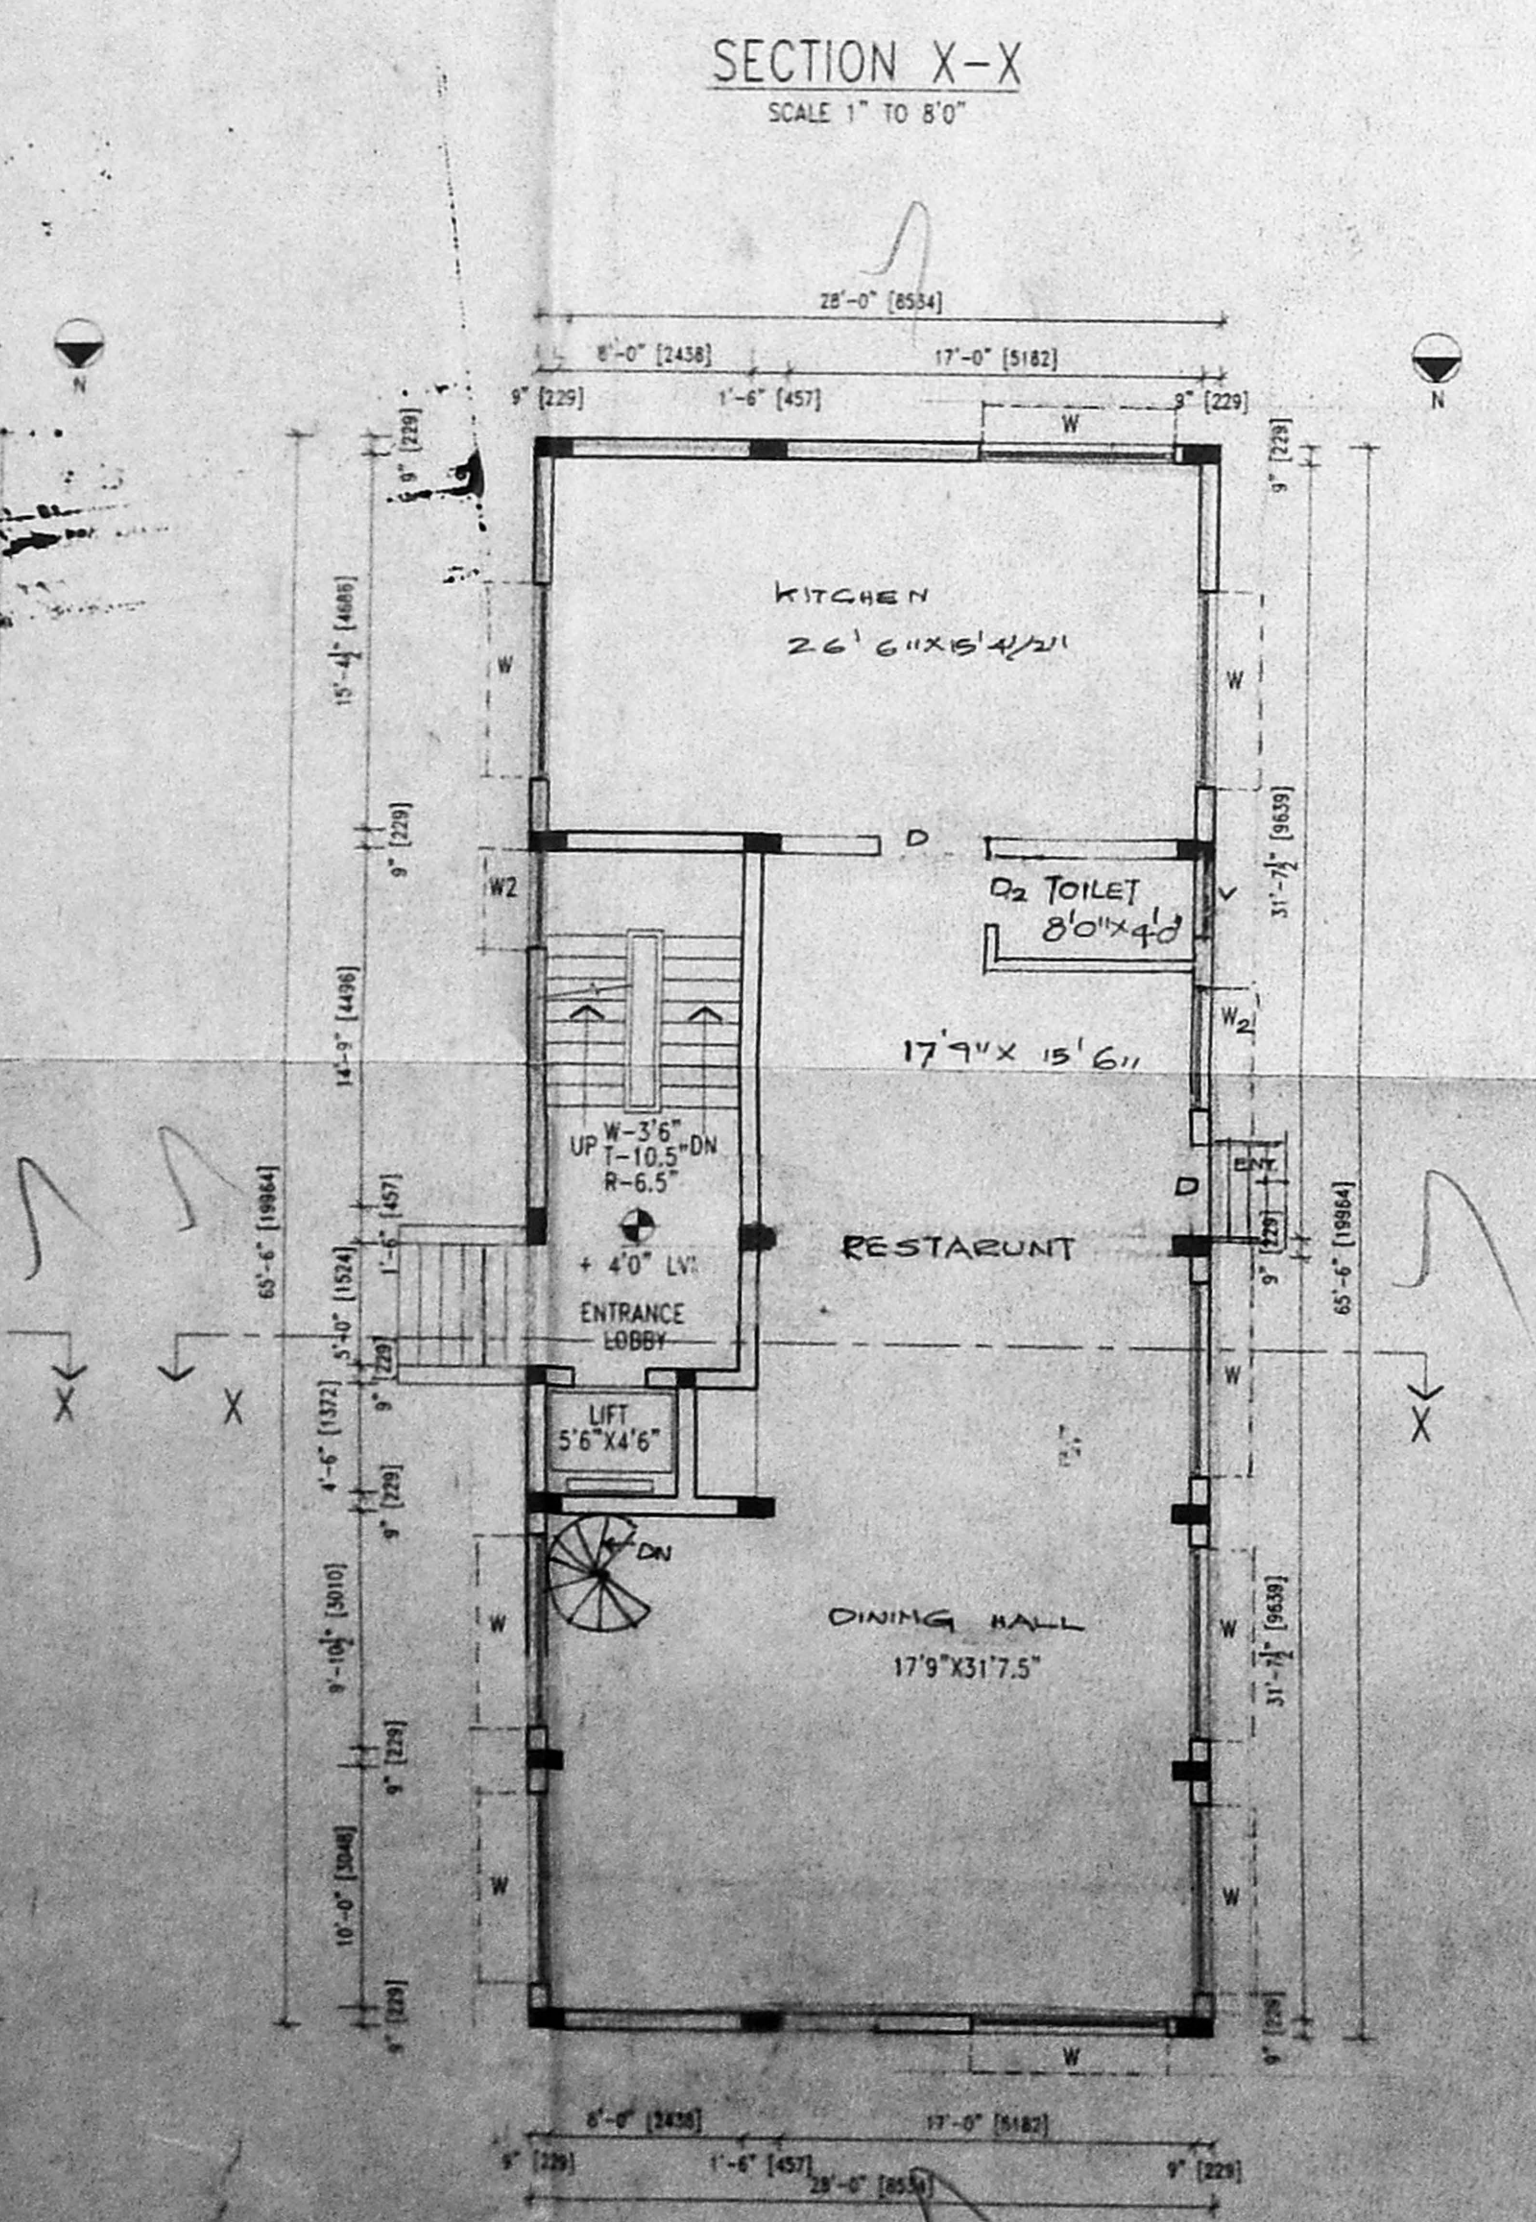 SECTION X-X
SCALE 1" TO 8'0"
28'-0" [8534]
8'-0" [2438]
17'-0" [5182]
9" [229]
1'-6" [457]
9" [229]
W
N
N
9" [229]
9" [229]
15'-4½" [4685]
KITCHEN
26' 6"X15'4½"
W
W
9" [229]
D
31'-7½" [9639]
W2
D2 TOILET
8'0"X4'0"
V
14'-9" [4496]
W2
17'9"X 15'6"
UP
W-3'6"
T-10.5"
R-6.5"
DN
ENT.
D
65'-6" [19964]
1'-6" [457]
9" [229]
65'-6" [19964]
RESTARUNT
+ 4'0" LVL
5'-0" [1524]
ENTRANCE
LOBBY
9" [229]
W
X
X
X
4'-6" [1372]
LIFT
5'6"X4'6"
9" [229]
DN
9'-10½" [3010]
W
DINING HALL
17'9"X31'7.5"
W
31'-7½" [9639]
9" [229]
10'-0" [3048]
W
W
9" [229]
9" [229]
W
8'-0" [2438]
17'-0" [5182]
9" [229]
1'-6" [457]
9" [229]
28'-0" [8534]